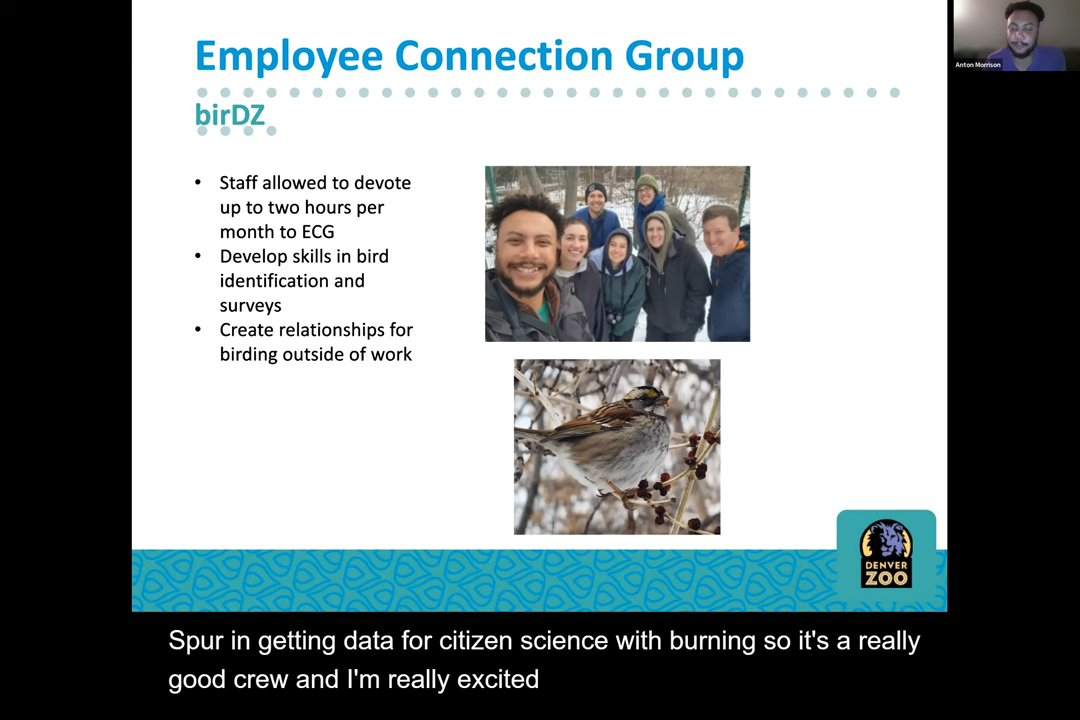 Employee Connection Group
Anton Morrison
birDZ
• Staff allowed to devote
up to two hours per
month to ECG
• Develop skills in bird
identification and
surveys
• Create relationships for
birding outside of work
DENVER
ZOO
Spur in getting data for citizen science with burning so it's a really
good crew and I'm really excited